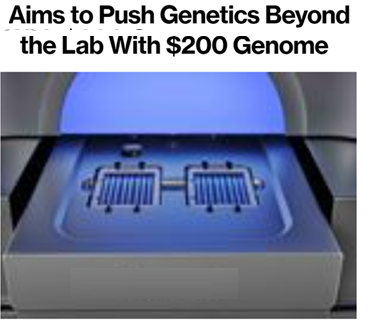 Aims to Push Genetics Beyond
the Lab With $200 Genome